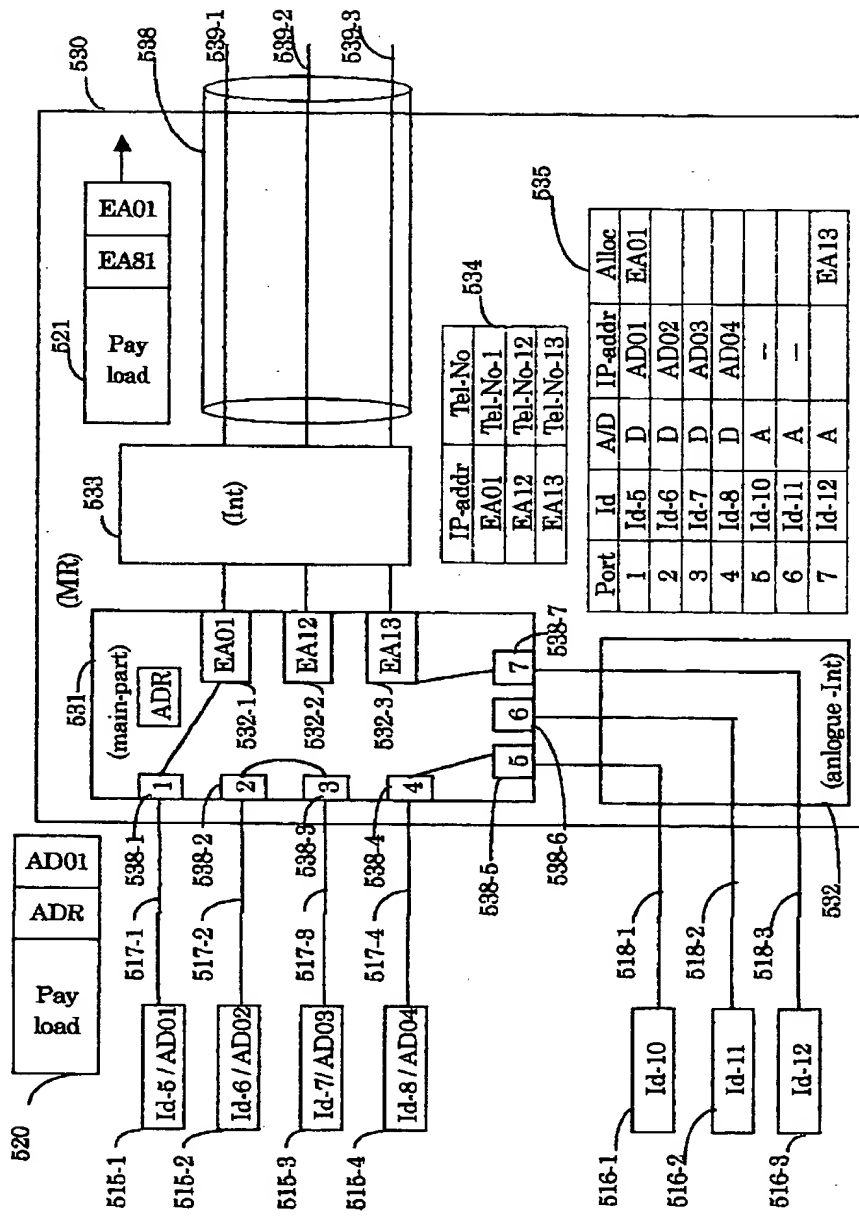 520
Pay load
ADR
AD01
515-1
Id-5 / AD01
517-1
538-1
515-2
Id-6 / AD02
517-2
538-2
515-3
Id-7/ AD03
517-3
538-3
515-4
Id-8 / AD04
517-4
538-4
516-1
Id-10
518-1
538-5
516-2
Id-11
518-2
538-6
516-3
Id-12
518-3
538-7
532
(anlogue -Int)
(MR)
530
531
(main-part)
ADR
1
2
3
4
5
6
7
EA01
532-1
EA12
532-2
EA13
532-3
533
(Int)
521
Pay load
EA81
EA01
538
539-1
539-2
539-3
534
IP-addr Tel-No
EA01 Tel-No-1
EA12 Tel-No-12
EA13 Tel-No-13
535
Port Id A/D IP-addr Alloc
1 Id-5 D AD01 EA01
2 Id-6 D AD02
3 Id-7 D AD03
4 Id-8 D AD04
5 Id-10 A –
6 Id-11 A –
7 Id-12 A EA13